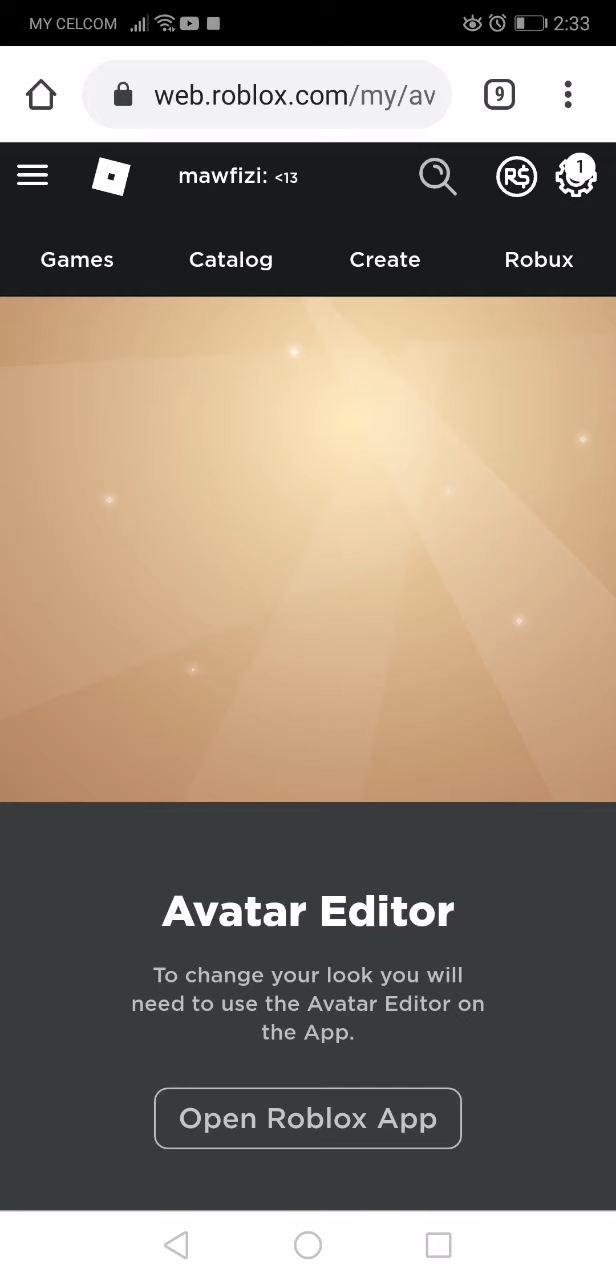 MY CELCOM 2:33
web.roblox.com/my/av 9
mawfizi: <13 R$ 1
Games Catalog Create Robux
Avatar Editor
To change your look you will
need to use the Avatar Editor on
the App.
Open Roblox App